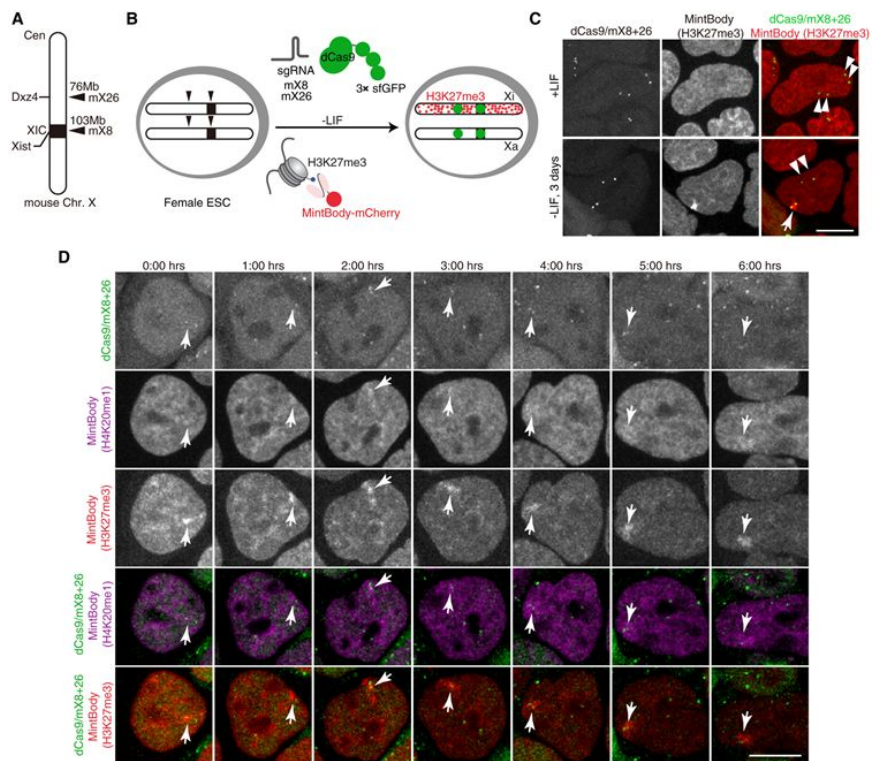 A
Cen
Dxz4
76Mb
mX26
XIC
103Mb
mX8
Xist
mouse Chr. X
B
sgRNA
mX8
mX26
dCas9
3× sfGFP
-LIF
H3K27me3
MintBody-mCherry
Female ESC
H3K27me3
Xi
Xa
C
dCas9/mX8+26
MintBody
(H3K27me3)
dCas9/mX8+26
MintBody (H3K27me3)
+LIF
-LIF, 3 days
D
0:00 hrs
1:00 hrs
2:00 hrs
3:00 hrs
4:00 hrs
5:00 hrs
6:00 hrs
dCas9/mX8+26
MintBody
(H4K20me1)
MintBody
(H3K27me3)
dCas9/mX8+26
MintBody
(H4K20me1)
dCas9/mX8+26
MintBody
(H3K27me3)